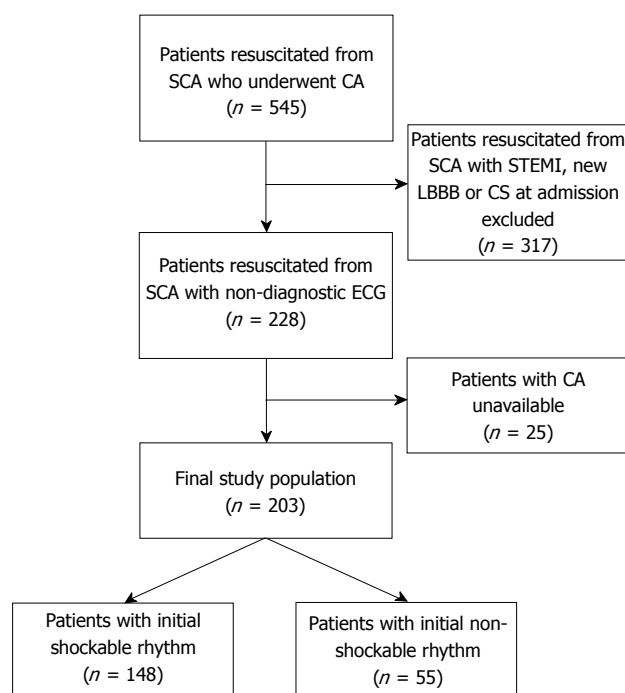 Patients resuscitated from
SCA who underwent CA
(n = 545)
Patients resuscitated from
SCA with STEMI, new
LBBB or CS at admission
excluded
(n = 317)
Patients resuscitated from
SCA with non-diagnostic ECG
(n = 228)
Patients with CA
unavailable
(n = 25)
Final study population
(n = 203)
Patients with initial
shockable rhythm
(n = 148)
Patients with initial non-
shockable rhythm
(n = 55)